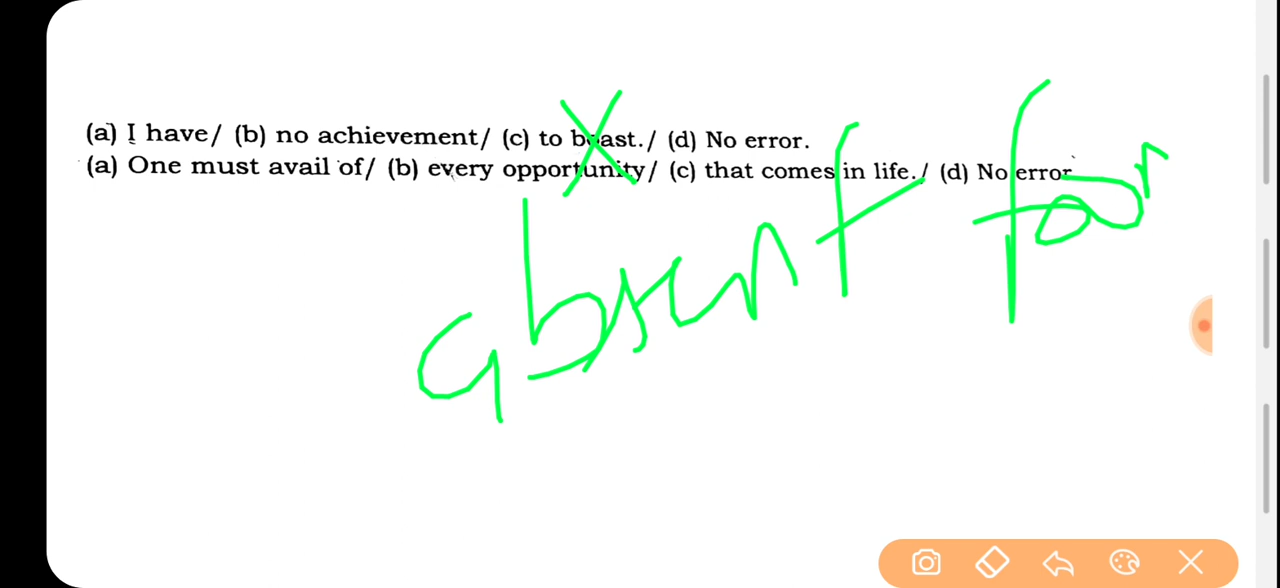 (a) I have/ (b) no achievement/ (c) to boast./ (d) No error.
(a) One must avail of/ (b) every opportunity/ (c) that comes in life./ (d) No error
absent for